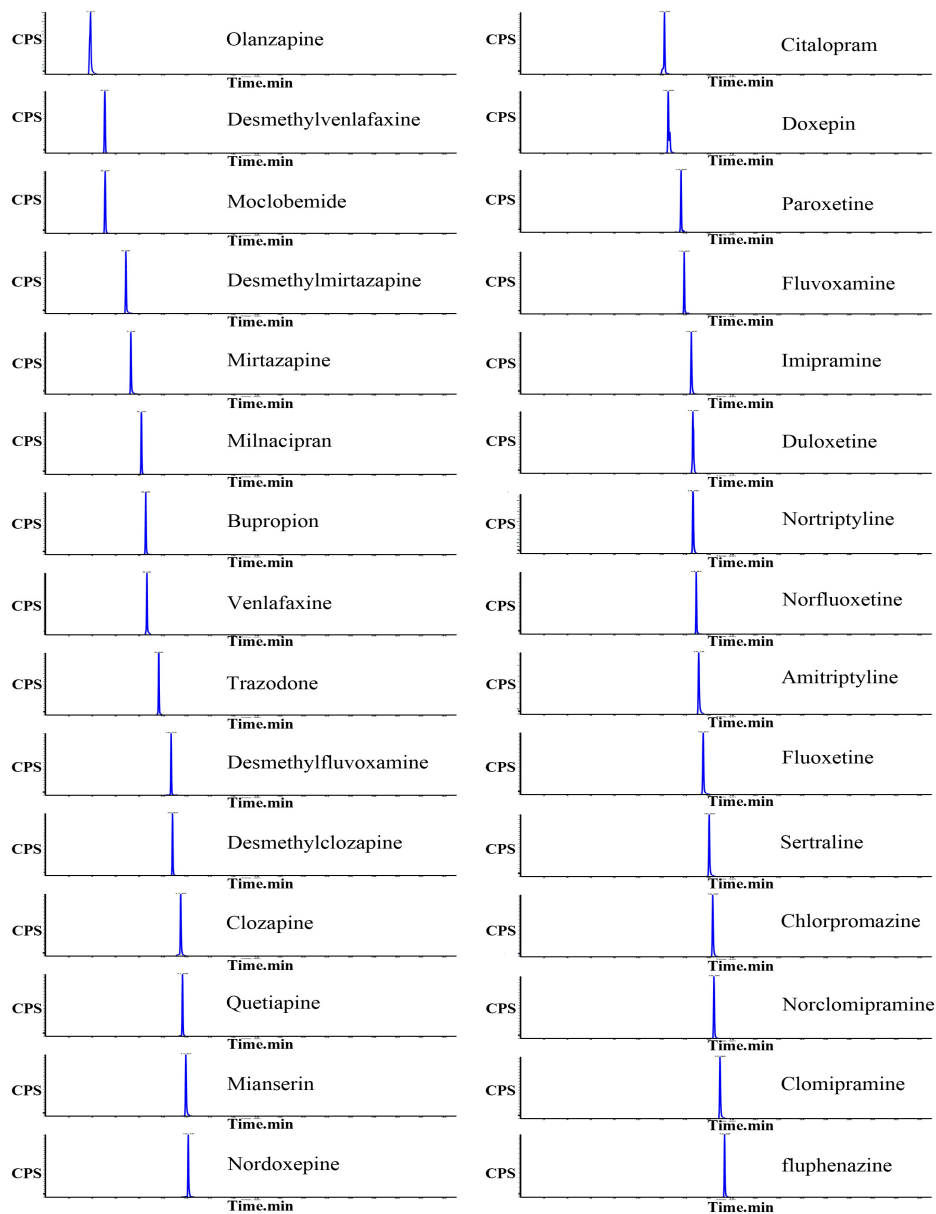 CPS
Olanzapine
Time.min
CPS
Desmethylvenlafaxine
Time.min
CPS
Moclobemide
Time.min
CPS
Desmethylmirtazapine
Time.min
CPS
Mirtazapine
Time.min
CPS
Milnacipran
Time.min
CPS
Bupropion
Time.min
CPS
Venlafaxine
Time.min
CPS
Trazodone
Time.min
CPS
Desmethylfluvoxamine
Time.min
CPS
Desmethylclozapine
Time.min
CPS
Clozapine
Time.min
CPS
Quetiapine
Time.min
CPS
Mianserin
Time.min
CPS
Nordoxepine
Time.min
CPS
Citalopram
Time.min
CPS
Doxepin
Time.min
CPS
Paroxetine
Time.min
CPS
Fluvoxamine
Time.min
CPS
Imipramine
Time.min
CPS
Duloxetine
Time.min
CPS
Nortriptyline
Time.min
CPS
Norfluoxetine
Time.min
CPS
Amitriptyline
Time.min
CPS
Fluoxetine
Time.min
CPS
Sertraline
Time.min
CPS
Chlorpromazine
Time.min
CPS
Norclomipramine
Time.min
CPS
Clomipramine
Time.min
CPS
fluphenazine
Time.min